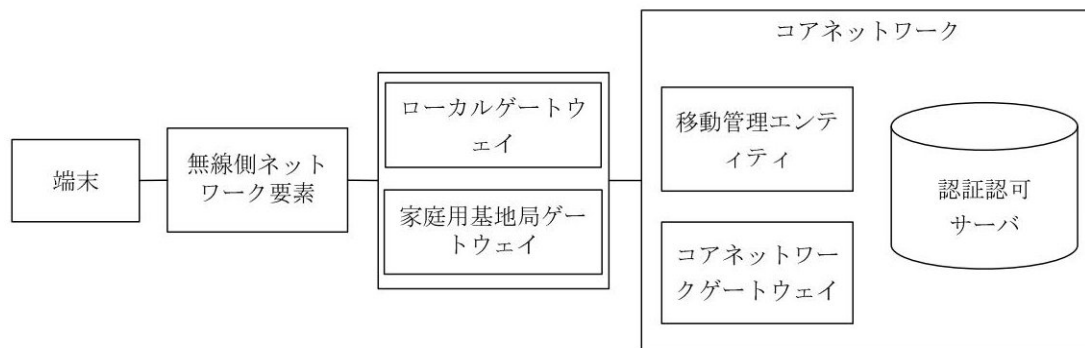 コアネットワーク
ローカルゲートウ
ェイ
移動管理エンテ
ィティ
端末
無線側ネット
ワーク要素
認証認可
サーバ
家庭用基地局ゲー
トウェイ
コアネットワー
クゲートウェイ